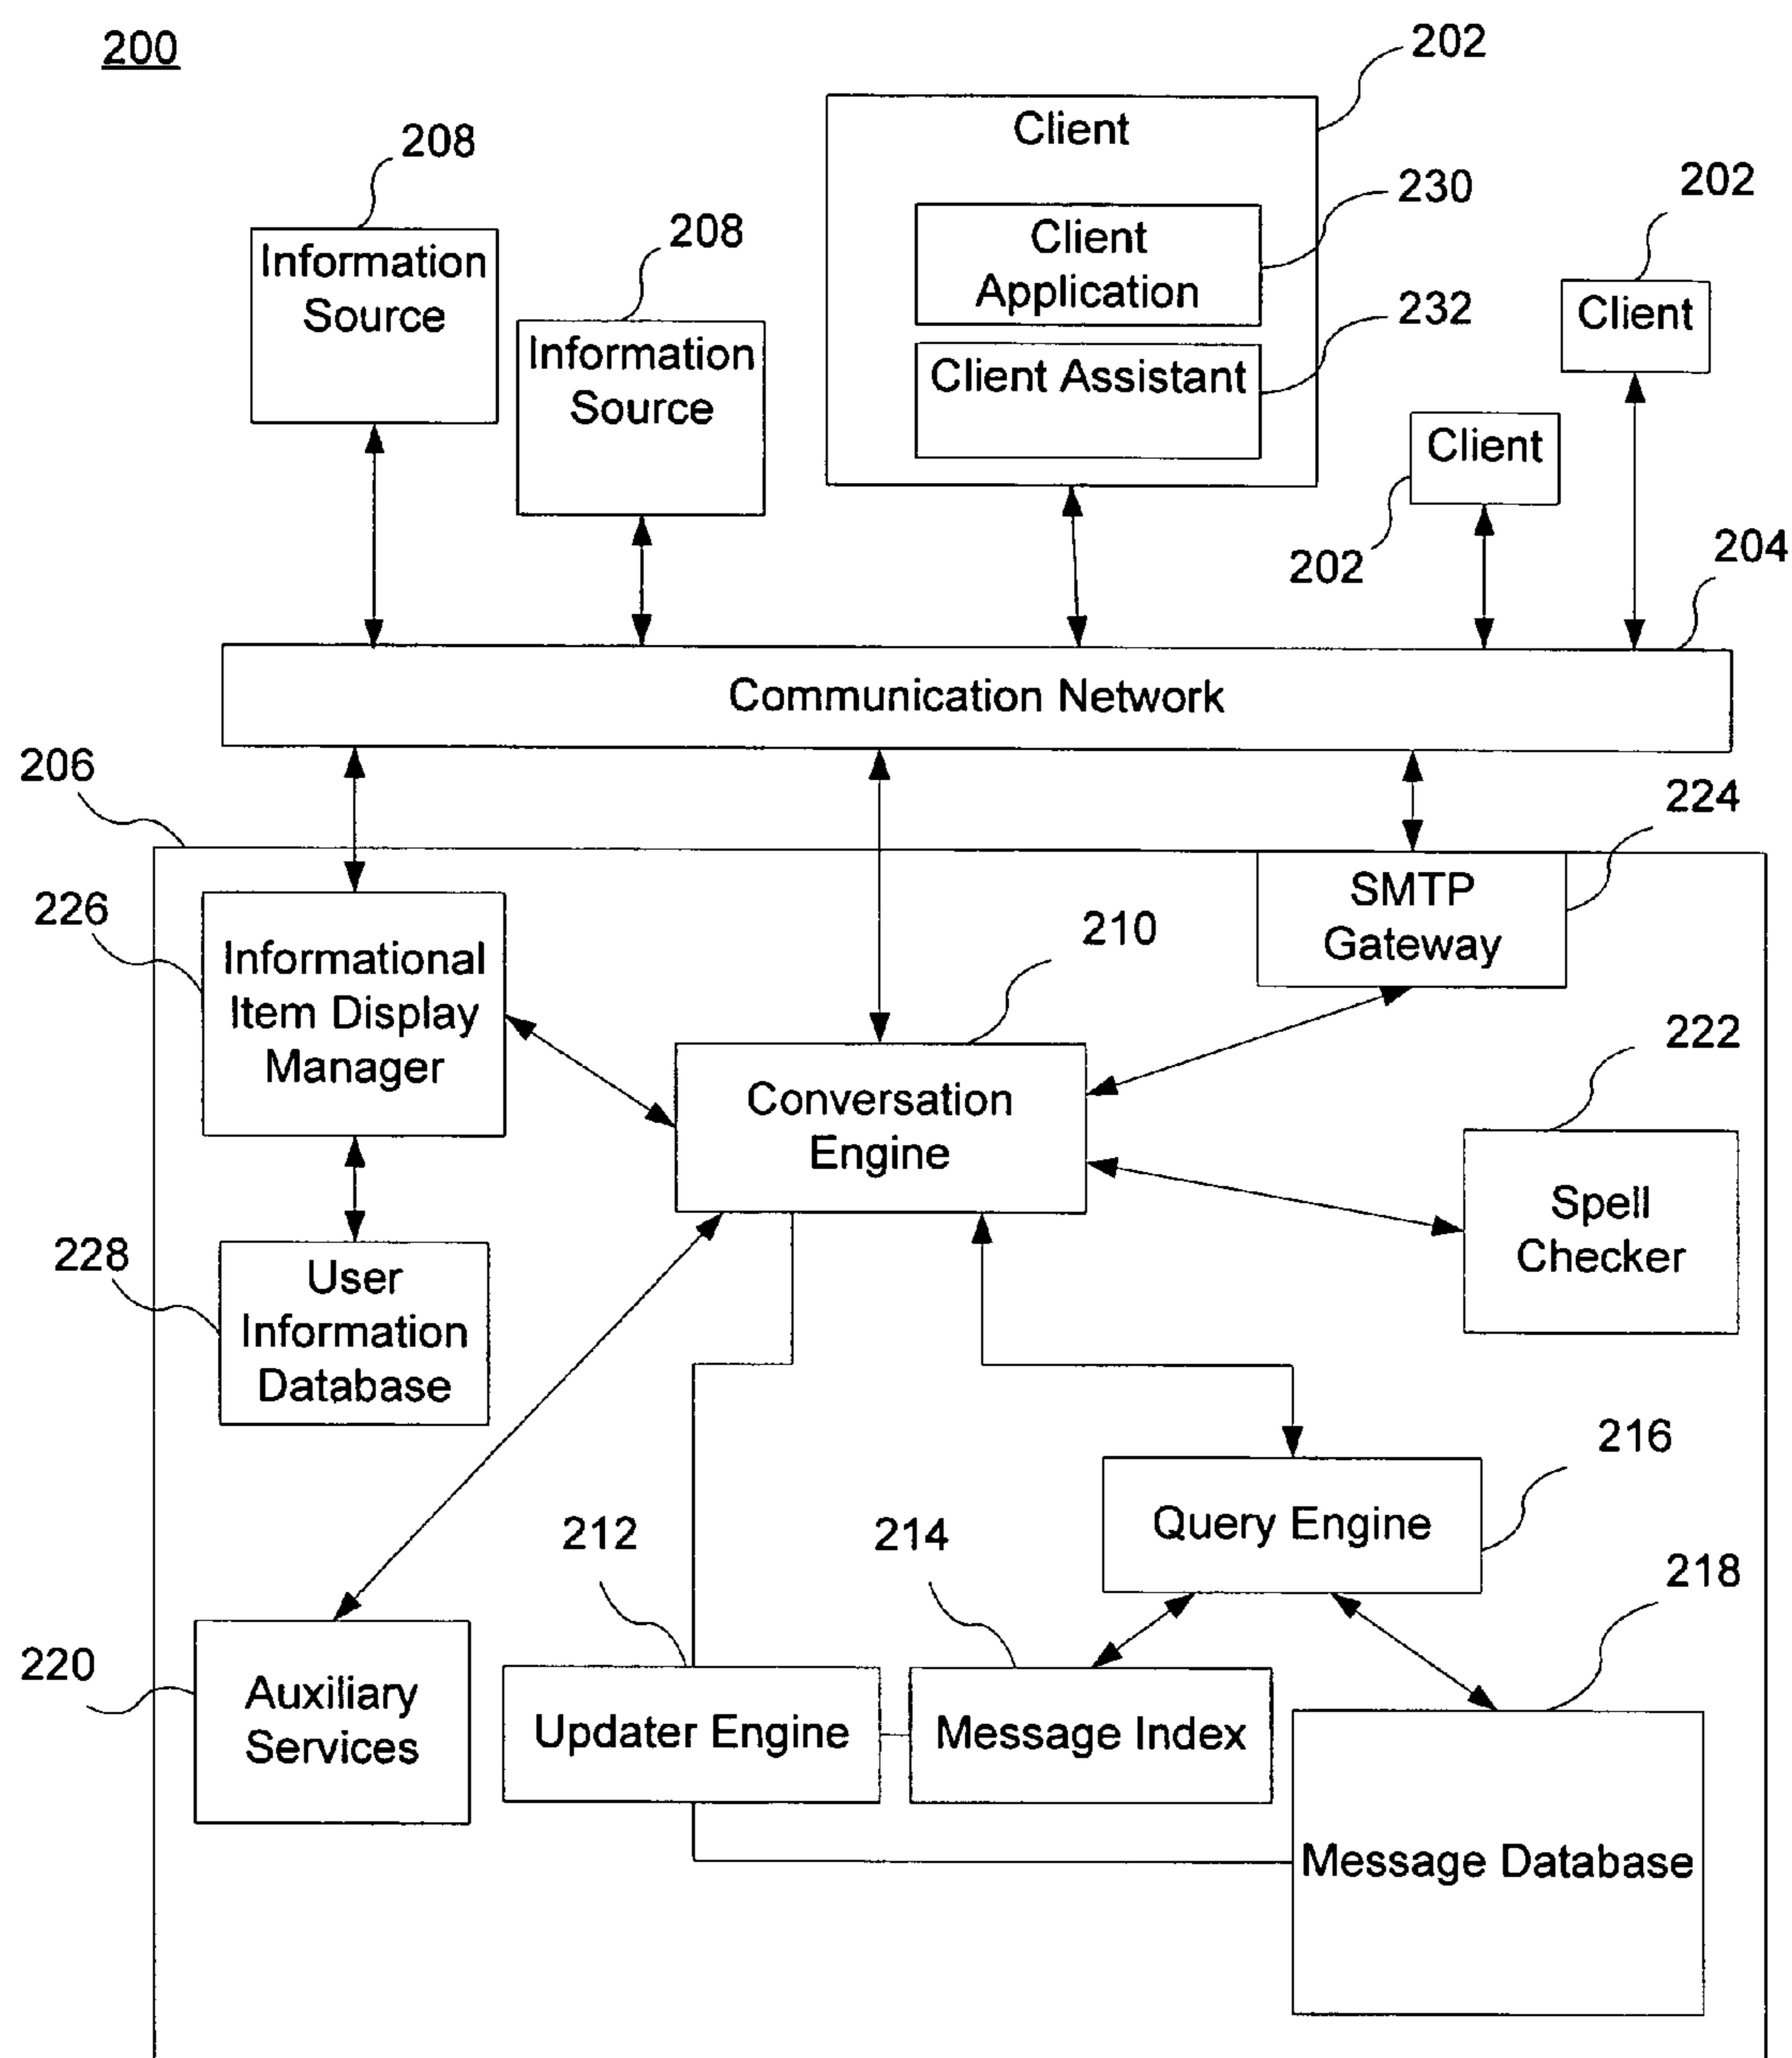 200
202
Client
208
230
202
Client
Application
Information
Source
208
232
Client
Information
Source
Client Assistant
Client
202
204
Communication Network
206
224
SMTP
Gateway
226
210
Informational
Item Display
Manager
222
Conversation
Engine
Spell
Checker
228
User
Information
Database
216
Query Engine
212
214
218
220
Auxiliary
Services
Updater Engine
Message Index
Message Database